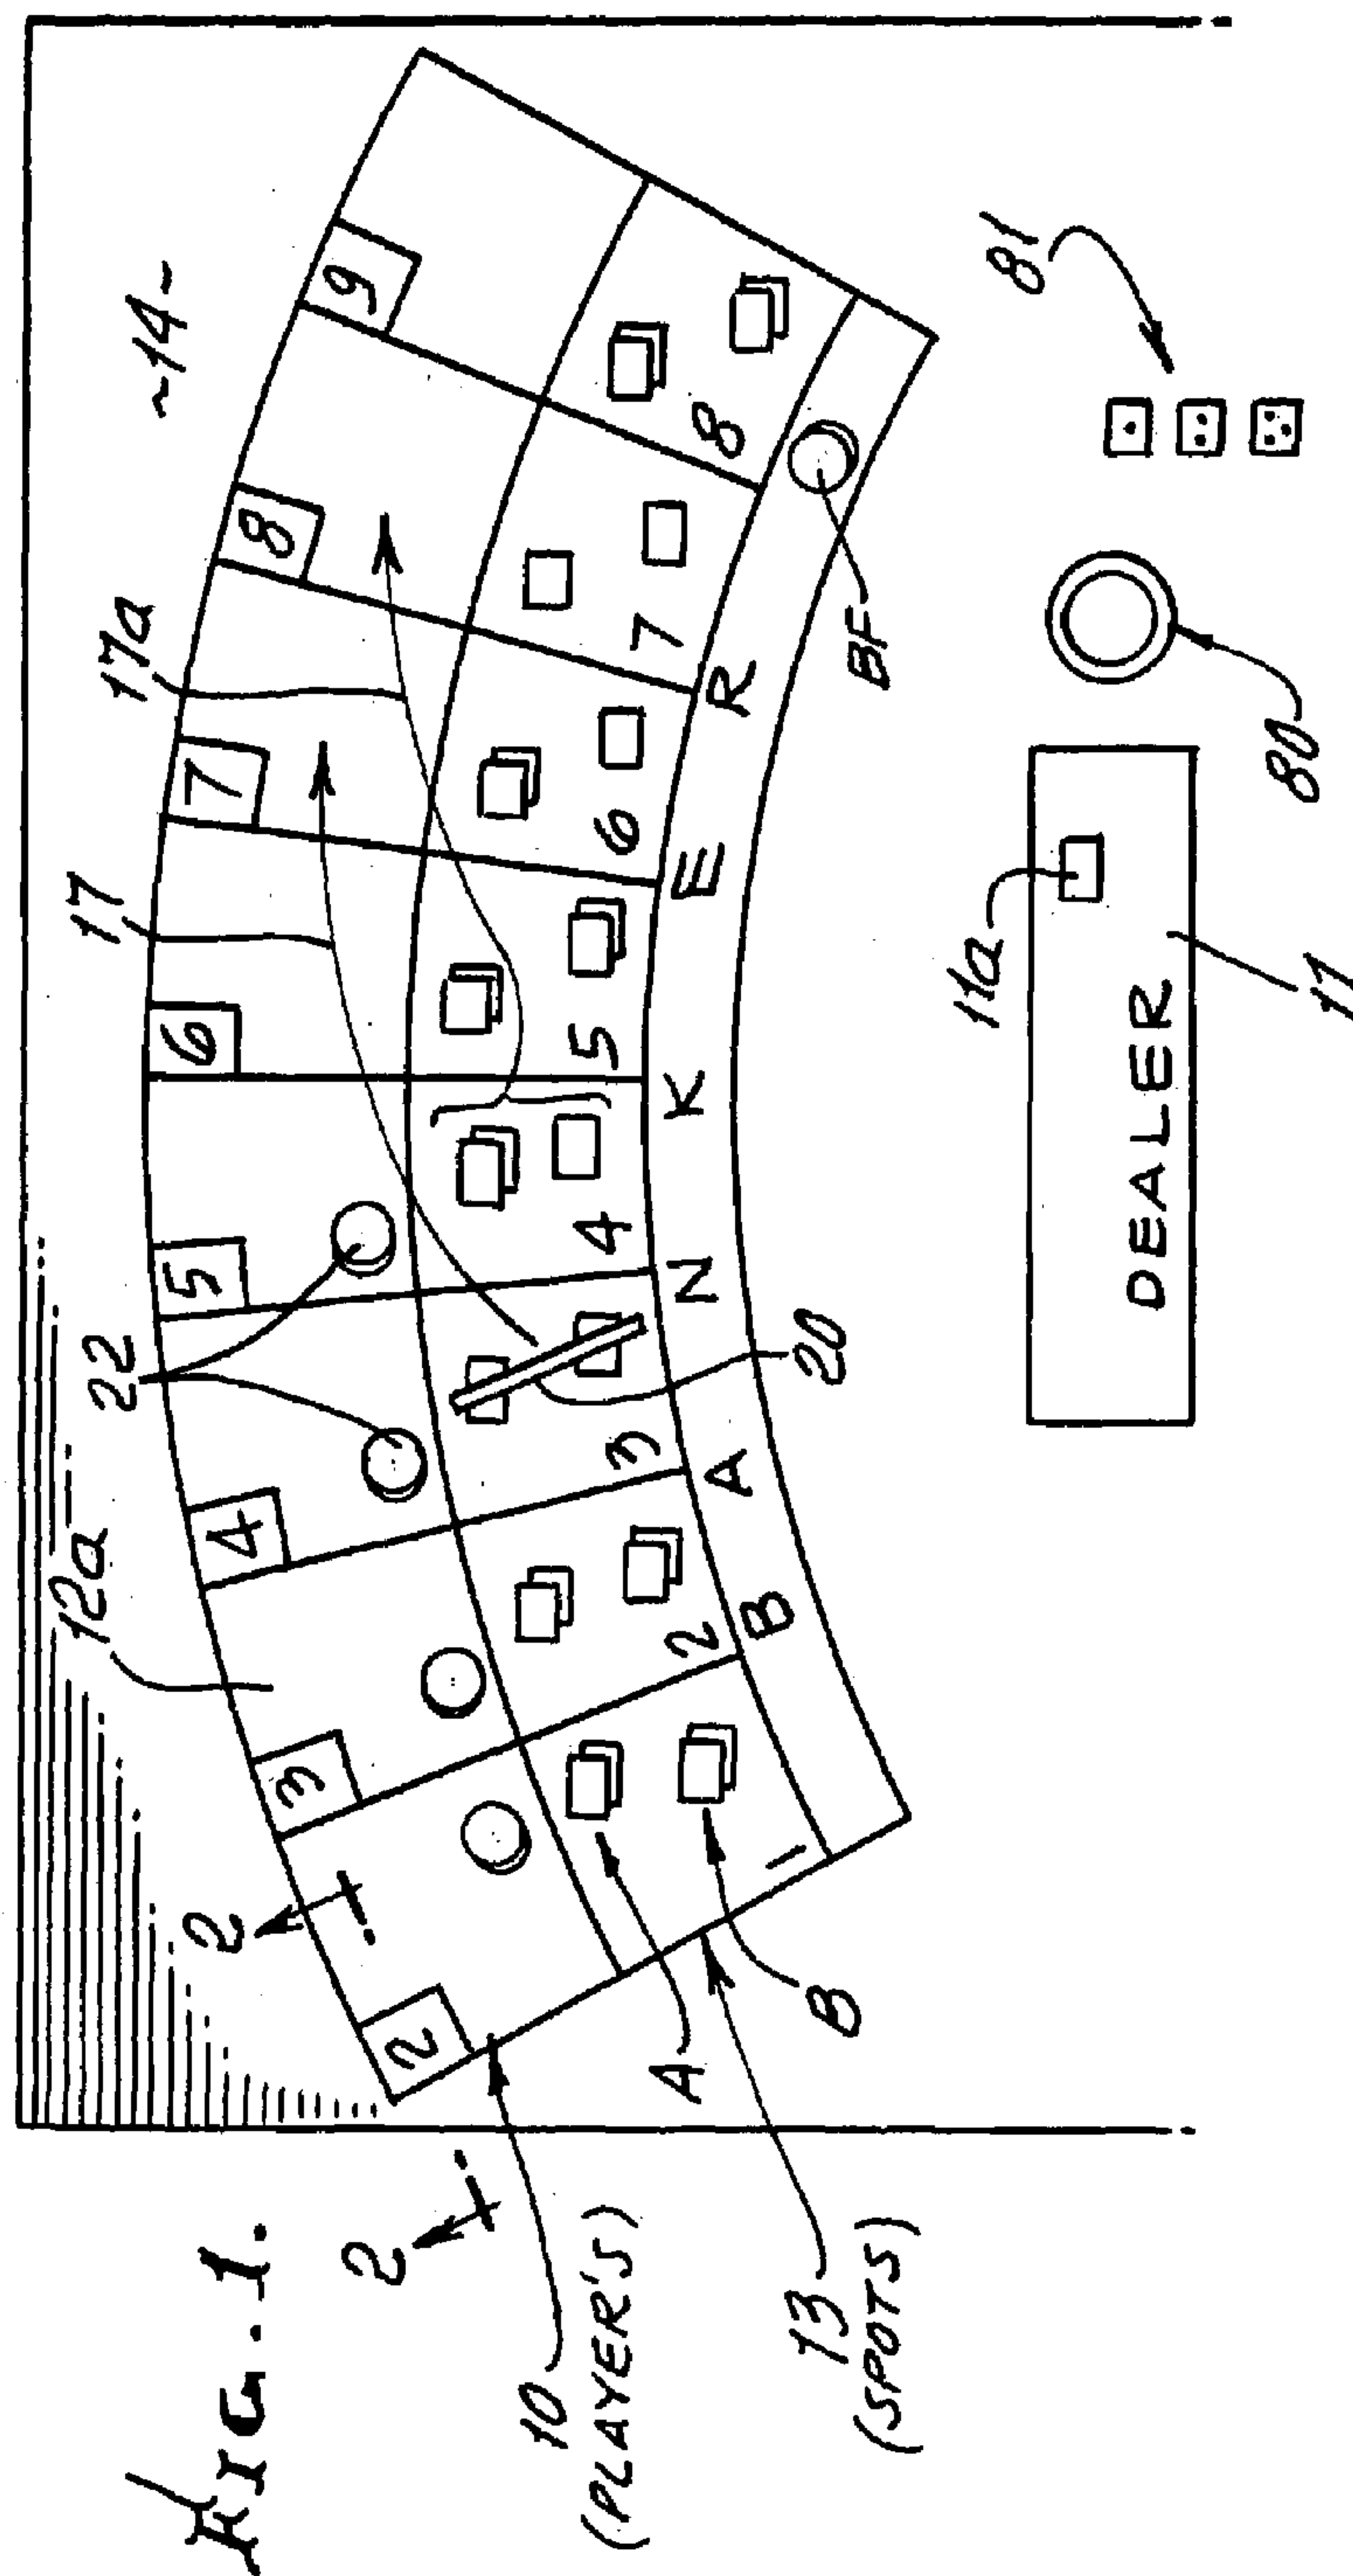 FIG. 1.
~14~
17
17a
12a
22
2
2
10
(PLAYER'S)
13
(SPOTS)
2 3 4 5 6 7 8 9
1 2 3 4 5 6 7 8
A
B
20
BANKER
BF
81
80
11a
11
DEALER